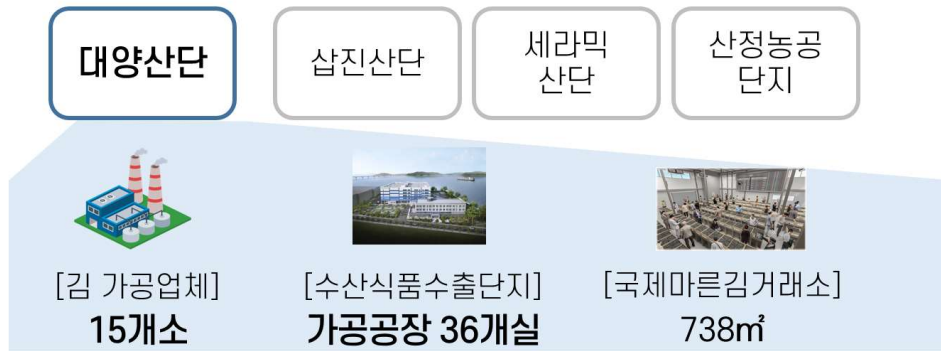 대양산단
삽진산단
세라믹
산단
산정농공
단지
[김 가공업체]
15개소
[수산식품수출단지]
가공공장 36개실
[국제마른김거래소]
738㎡